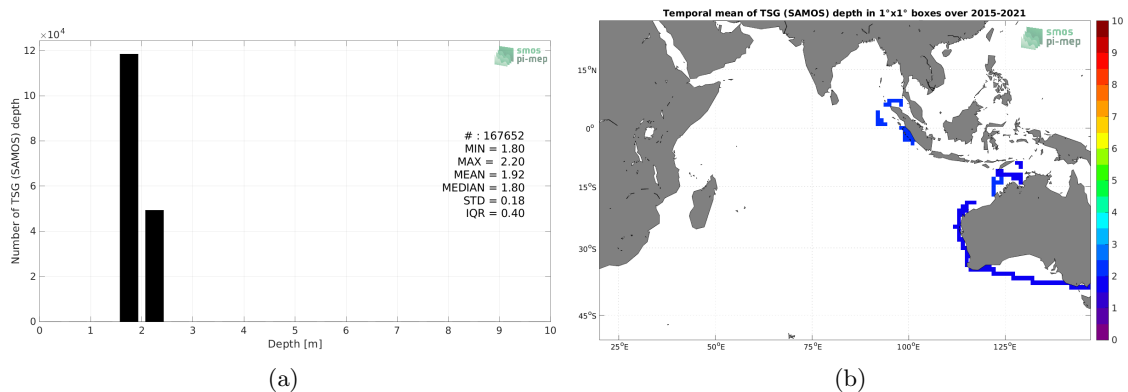 ×10⁴
12
10
8
6
4
2
0
Number of TSG (SAMOS) depth
0 1 2 3 4 5 6 7 8 9 10
Depth [m]
smos
pi-mep
# : 167652
MIN = 1.80
MAX = 2.20
MEAN = 1.92
MEDIAN = 1.80
STD = 0.18
IQR = 0.40
(a)
Temporal mean of TSG (SAMOS) depth in 1°x1° boxes over 2015-2021
smos
pi-mep
15°N
0°
15°S
30°S
45°S
25°E 50°E 75°E 100°E 125°E
10
9
8
7
6
5
4
3
2
1
0
(b)